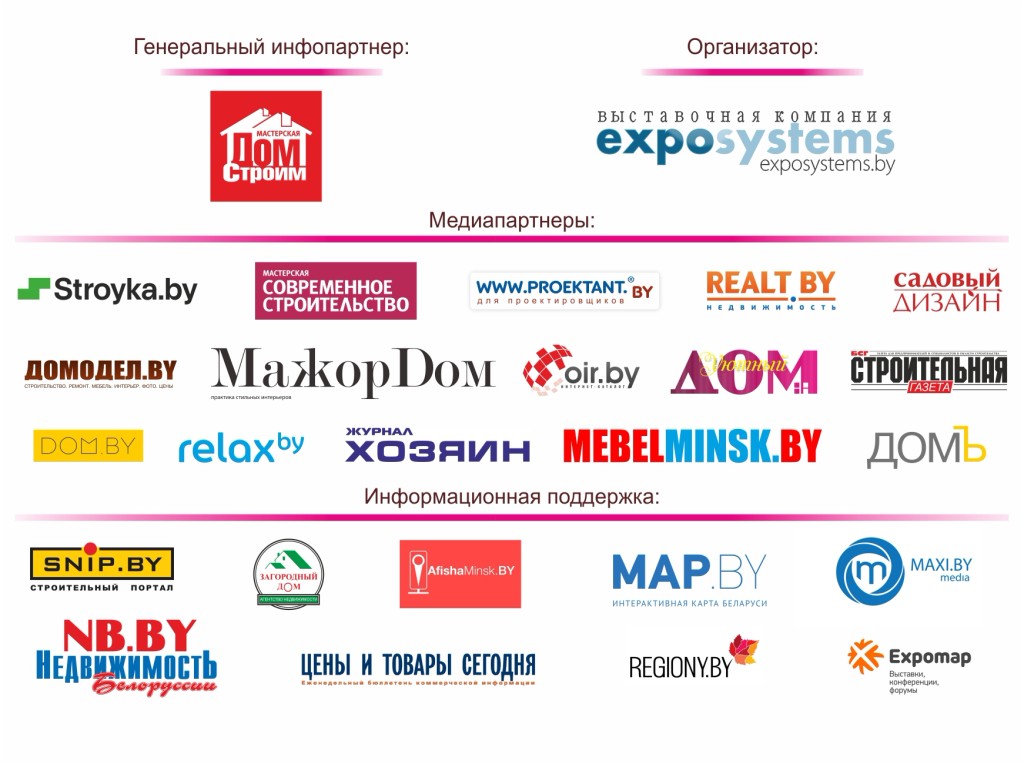 Генеральный инфопартнер:
Организатор:
МАСТЕРСКАЯ
ДОМ
СТРОИМ
ВЫСТАВОЧНАЯ КОМПАНИЯ
exposystems
exposystems.by
Медиапартнеры:
Stroyka.by
МАСТЕРСКАЯ
СОВРЕМЕННОЕ
СТРОИТЕЛЬСТВО
WWW.PROEKTANT.®BY
для проектировщиков
REALT BY
НЕДВИЖИМОСТЬ
садовый
ДИЗАЙН
ДОМОДЕЛ.BY
СТРОИТЕЛЬСТВО. РЕМОНТ. МЕБЕЛЬ. ИНТЕРЬЕР. ФОТО. ЦЕНЫ
МажорDом
практика стильных интерьеров
oir.by
ИНТЕРНЕТ-КАТАЛОГ
Уютный
ДОМ
БСГ
СТРОИТЕЛЬНАЯ
ГАЗЕТА
DOM.BY
relax by
ЖУРНАЛ
ХОЗЯИН
MEBELMINSK.BY
ДОМЪ
Информационная поддержка:
SNIP.BY
СТРОИТЕЛЬНЫЙ ПОРТАЛ
ЗАГОРОДНЫЙ
ДОМ
АГЕНТСТВО НЕДВИЖИМОСТИ
AfishaMinsk.BY
MAP.BY
ИНТЕРАКТИВНАЯ КАРТА БЕЛАРУСИ
m
MAXI.BY
media
NB.BY
НЕДВИЖИМОСТЬ
Белоруссии
ЦЕНЫ И ТОВАРЫ СЕГОДНЯ
Еженедельный бюллетень коммерческой информации
REGIONY.BY
Expomap
Выставки,
конференции,
форумы